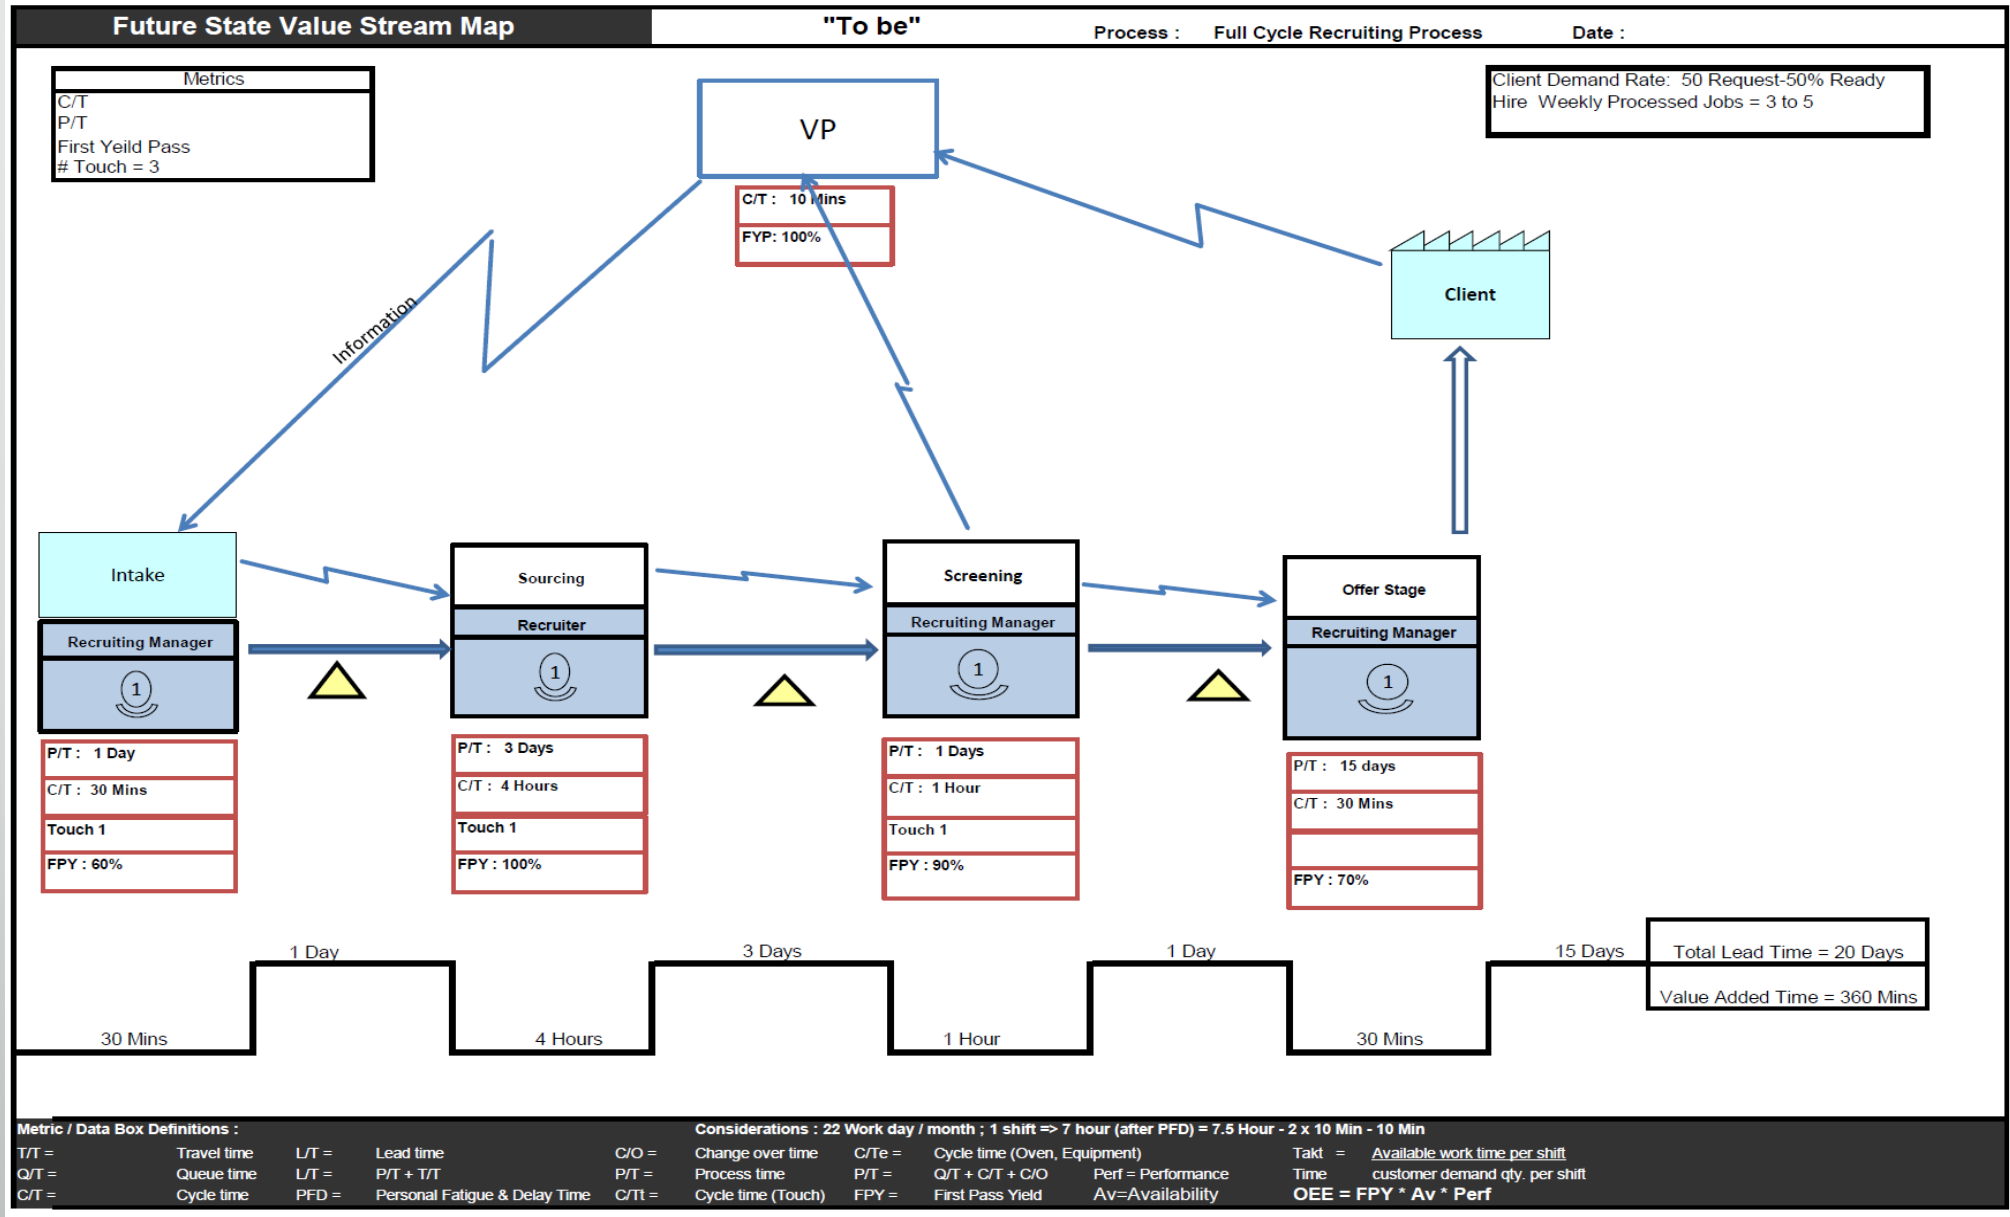 Future State Value Stream Map
"To be"
Process :
Full Cycle Recruiting Process
Date :
Metrics
C/T
P/T
First Yeild Pass
# Touch = 3
VP
C/T : 10 Mins
FYP: 100%
Client Demand Rate: 50 Request-50% Ready
Hire Weekly Processed Jobs = 3 to 5
Client
Information
Intake
Recruiting Manager
1
P/T : 1 Day
C/T : 30 Mins
Touch 1
FPY : 60%
Sourcing
Recruiter
1
P/T : 3 Days
C/T : 4 Hours
Touch 1
FPY : 100%
Screening
Recruiting Manager
1
P/T : 1 Days
C/T : 1 Hour
Touch 1
FPY : 90%
Offer Stage
Recruiting Manager
1
P/T : 15 days
C/T : 30 Mins
FPY : 70%
1 Day
3 Days
1 Day
15 Days
Total Lead Time = 20 Days
Value Added Time = 360 Mins
30 Mins
4 Hours
1 Hour
30 Mins
Metric / Data Box Definitions :
Considerations : 22 Work day / month ; 1 shift => 7 hour (after PFD) = 7.5 Hour - 2 x 10 Min - 10 Min
T/T = Travel time L/T = Lead time C/O = Change over time C/Te = Cycle time (Oven, Equipment) Takt = Available work time per shift
Q/T = Queue time L/T = P/T + T/T P/T = Process time P/T = Q/T + C/T + C/O Perf = Performance Time customer demand qty. per shift
C/T = Cycle time PFD = Personal Fatigue & Delay Time C/Tt = Cycle time (Touch) FPY = First Pass Yield Av=Availability OEE = FPY * Av * Perf